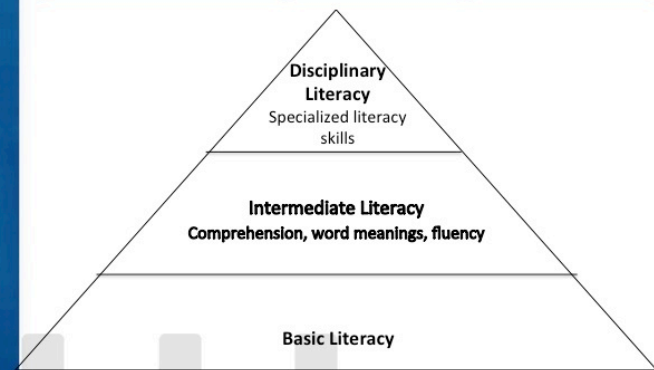 Disciplinary
Literacy
Specialized literacy
skills
Intermediate Literacy
Comprehension, word meanings, fluency
Basic Literacy